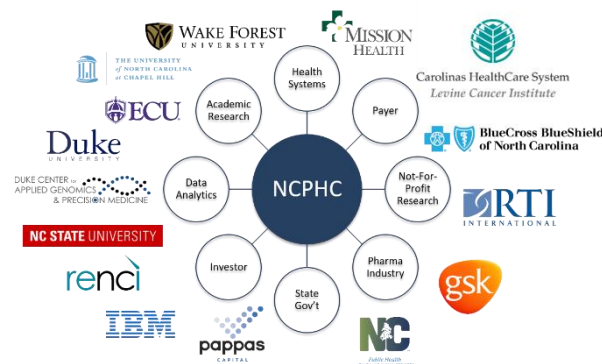 WAKE FOREST
UNIVERSITY
MISSION
HEALTH
THE UNIVERSITY
of NORTH CAROLINA
at CHAPEL HILL
Carolinas HealthCare System
Levine Cancer Institute
ECU
BlueCross BlueShield
of North Carolina
Duke
UNIVERSITY
DUKE CENTER for
APPLIED GENOMICS
& PRECISION MEDICINE
RTI
INTERNATIONAL
NC STATE UNIVERSITY
renci
gsk
IBM
pappas
CAPITAL
NC
Public Health
NCPHC
Health
Systems
Payer
Not-For-
Profit
Research
Pharma
Industry
State
Gov't
Investor
Data
Analytics
Academic
Research